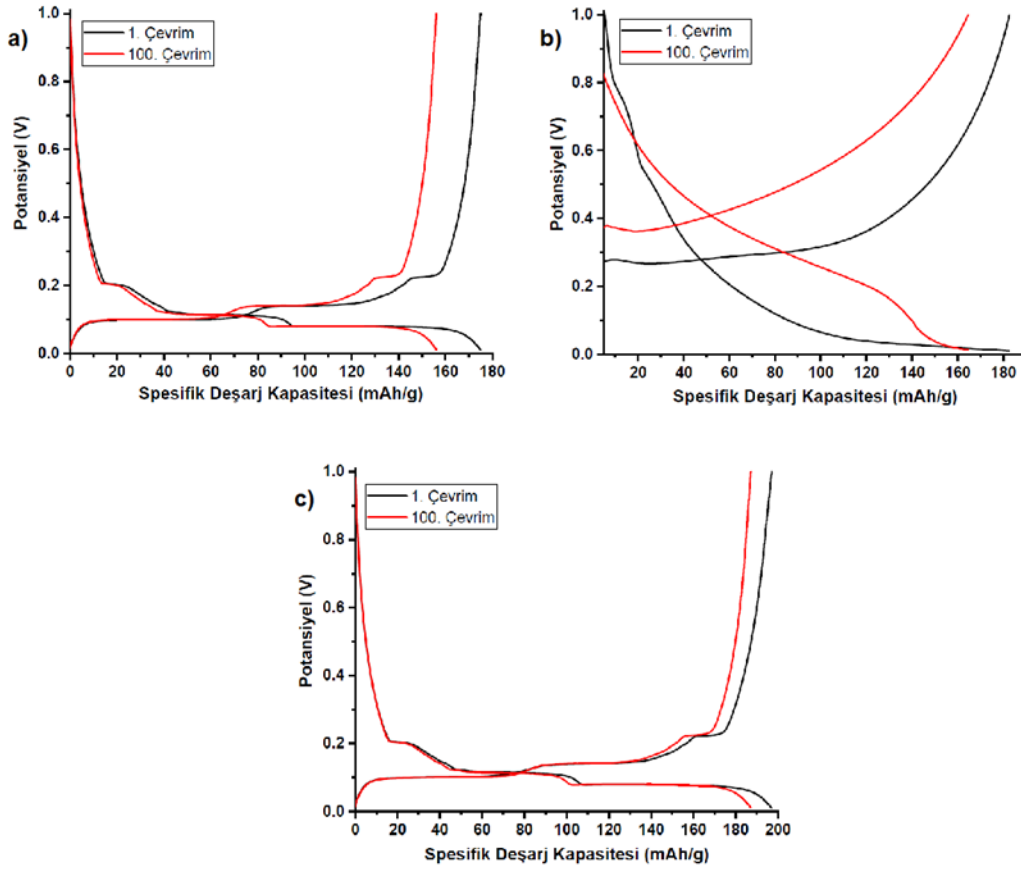 a)
1. Çevrim
100. Çevrim
Potansiyel (V)
1.0
0.8
0.6
0.4
0.2
0.0
0 20 40 60 80 100 120 140 160 180
Spesifik Deşarj Kapasitesi (mAh/g)
b)
1. Çevrim
100. Çevrim
Potansiyel (V)
1.0
0.8
0.6
0.4
0.2
0.0
20 40 60 80 100 120 140 160 180
Spesifik Deşarj Kapasitesi (mAh/g)
c)
1. Çevrim
100. Çevrim
Potansiyel (V)
1.0
0.8
0.6
0.4
0.2
0.0
0 20 40 60 80 100 120 140 160 180 200
Spesifik Deşarj Kapasitesi (mAh/g)